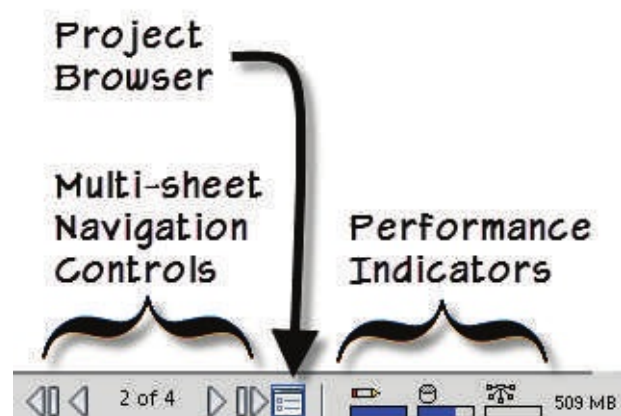 Project
Browser
Multi-sheet
Navigation
Controls
Performance
Indicators
2 of 4
509 MB